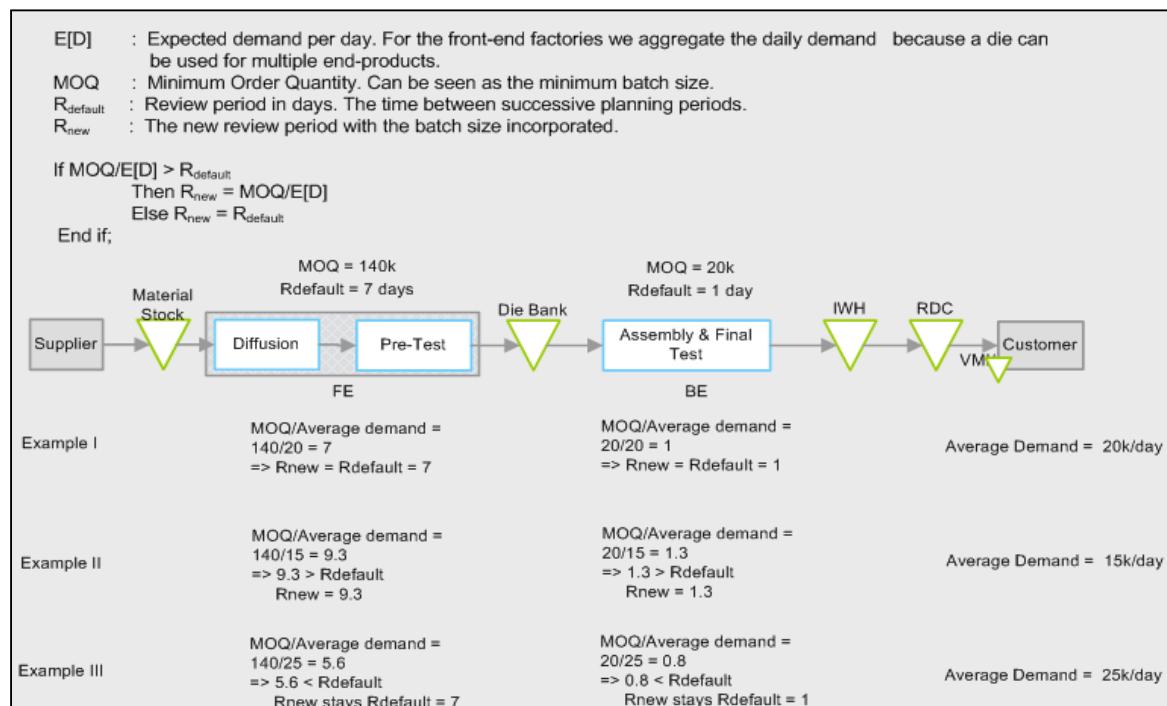 E[D] : Expected demand per day. For the front-end factories we aggregate the daily demand because a die can
be used for multiple end-products.
MOQ : Minimum Order Quantity. Can be seen as the minimum batch size.
Rdefault : Review period in days. The time between successive planning periods.
Rnew : The new review period with the batch size incorporated.
If MOQ/E[D] > Rdefault
Then Rnew = MOQ/E[D]
Else Rnew = Rdefault
End if;
MOQ = 140k
Rdefault = 7 days
MOQ = 20k
Rdefault = 1 day
Material
Stock
Die Bank
IWH
RDC
Supplier
Diffusion
Pre-Test
Assembly & Final
Test
VMI
Customer
FE
BE
Example I
MOQ/Average demand =
140/20 = 7
=> Rnew = Rdefault = 7
MOQ/Average demand =
20/20 = 1
=> Rnew = Rdefault = 1
Average Demand = 20k/day
Example II
MOQ/Average demand =
140/15 = 9.3
=> 9.3 > Rdefault
Rnew = 9.3
MOQ/Average demand =
20/15 = 1.3
=> 1.3 > Rdefault
Rnew = 1.3
Average Demand = 15k/day
Example III
MOQ/Average demand =
140/25 = 5.6
=> 5.6 < Rdefault
Rnew stays Rdefault = 7
MOQ/Average demand =
20/25 = 0.8
=> 0.8 < Rdefault
Rnew stays Rdefault = 1
Average Demand = 25k/day